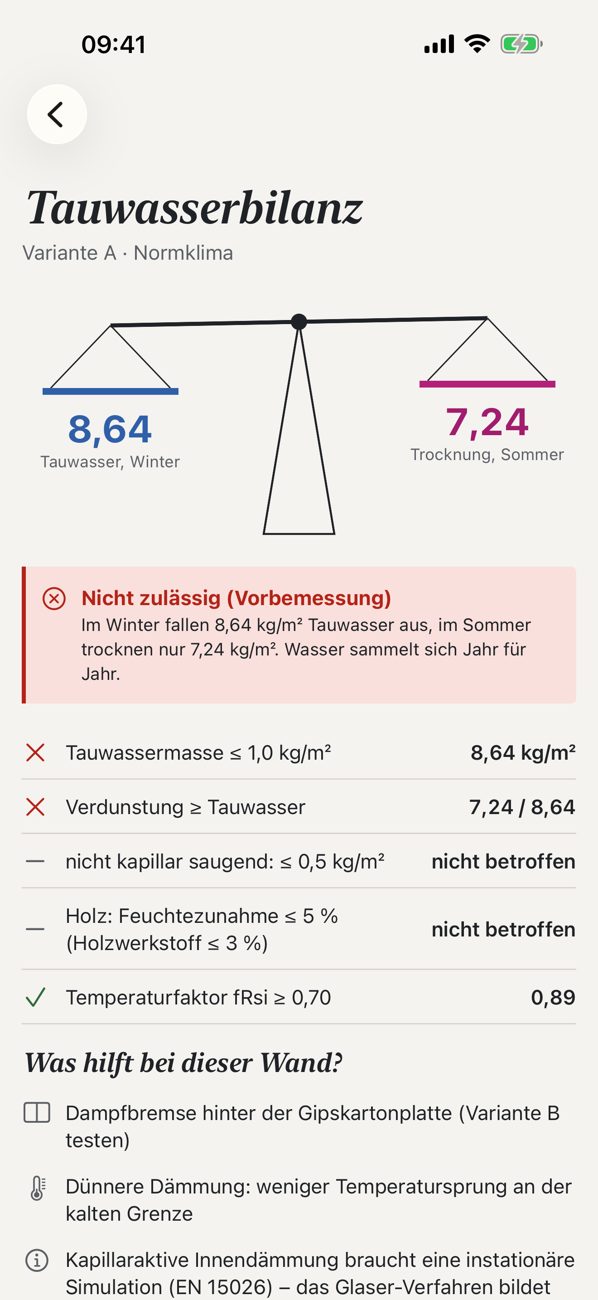 09:41
Tauwasserbilanz
Variante A · Normklima
8,64
Tauwasser, Winter
7,24
Trocknung, Sommer
Nicht zulässig (Vorbemessung)
Im Winter fallen 8,64 kg/m² Tauwasser aus, im Sommer
trocknen nur 7,24 kg/m². Wasser sammelt sich Jahr für
Jahr.
Tauwassermasse ≤ 1,0 kg/m² 8,64 kg/m²
Verdunstung ≥ Tauwasser 7,24 / 8,64
nicht kapillar saugend: ≤ 0,5 kg/m² nicht betroffen
Holz: Feuchtezunahme ≤ 5 %
(Holzwerkstoff ≤ 3 %) nicht betroffen
Temperaturfaktor fRsi ≥ 0,70 0,89
Was hilft bei dieser Wand?
Dampfbremse hinter der Gipskartonplatte (Variante B
testen)
Dünnere Dämmung: weniger Temperatursprung an der
kalten Grenze
Kapillaraktive Innendämmung braucht eine instationäre
Simulation (EN 15026) – das Glaser-Verfahren bildet